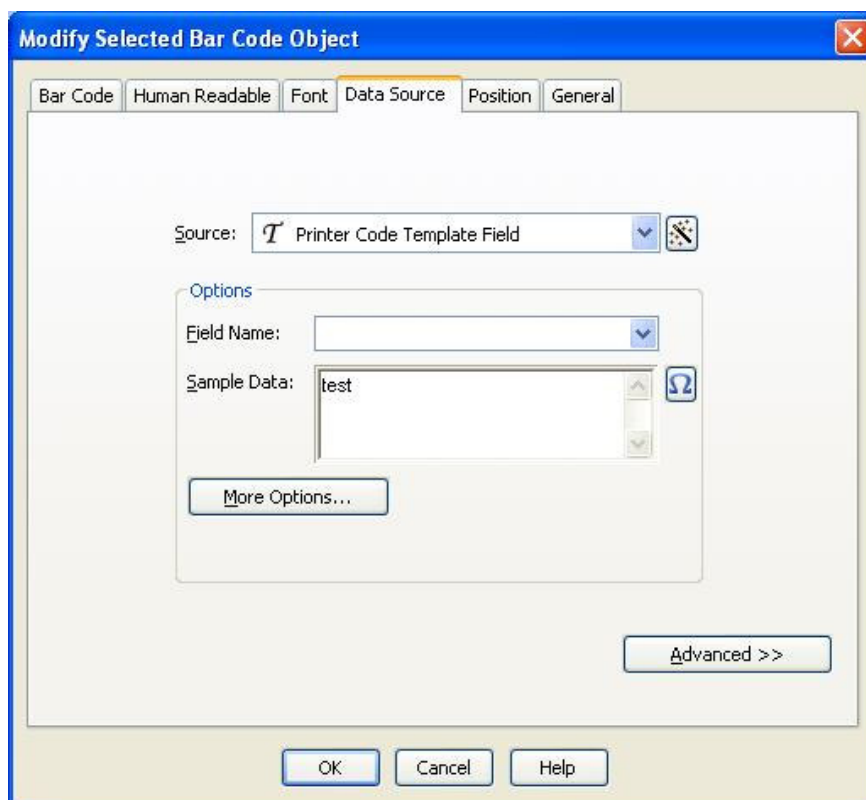 Modify Selected Bar Code Object
Bar Code Human Readable Font Data Source Position General
Source: T Printer Code Template Field
Options
Field Name:
Sample Data: test Ω
More Options...
Advanced >>
OK Cancel Help